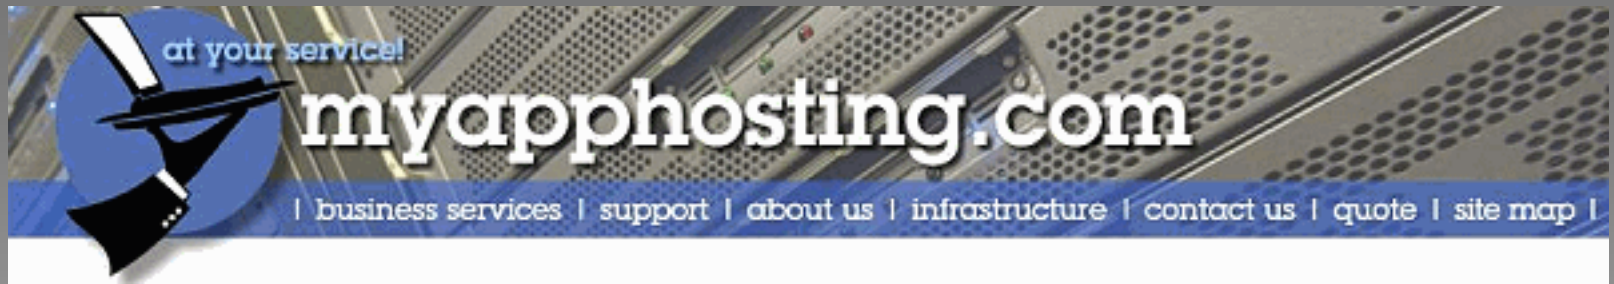 at your service!
myapphosting.com
| business services | support | about us | infrastructure | contact us | quote | site map |